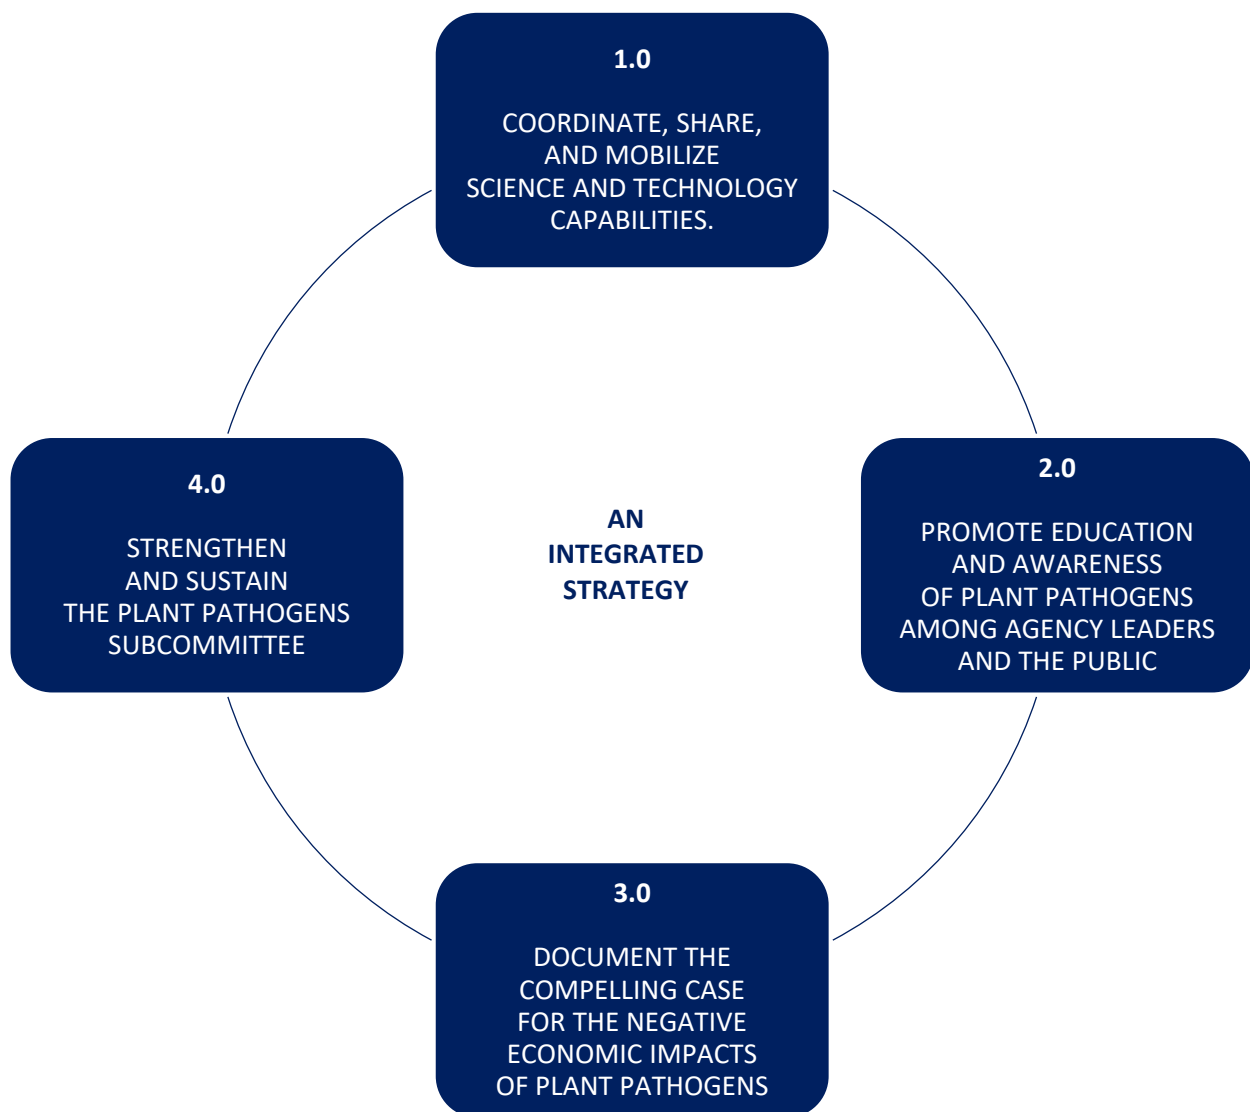 1.0
COORDINATE, SHARE,
AND MOBILIZE
SCIENCE AND TECHNOLOGY
CAPABILITIES.
2.0
PROMOTE EDUCATION
AND AWARENESS
OF PLANT PATHOGENS
AMONG AGENCY LEADERS
AND THE PUBLIC
3.0
DOCUMENT THE
COMPELLING CASE
FOR THE NEGATIVE
ECONOMIC IMPACTS
OF PLANT PATHOGENS
4.0
STRENGTHEN
AND SUSTAIN
THE PLANT PATHOGENS
SUBCOMMITTEE
AN
INTEGRATED
STRATEGY